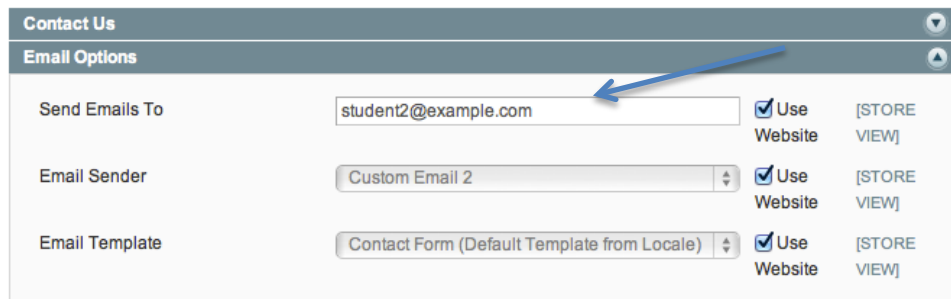 Contact Us
Email Options
Send Emails To student2@example.com Use [STORE
Website VIEW]
Email Sender Custom Email 2 Use [STORE
Website VIEW]
Email Template Contact Form (Default Template from Locale) Use [STORE
Website VIEW]